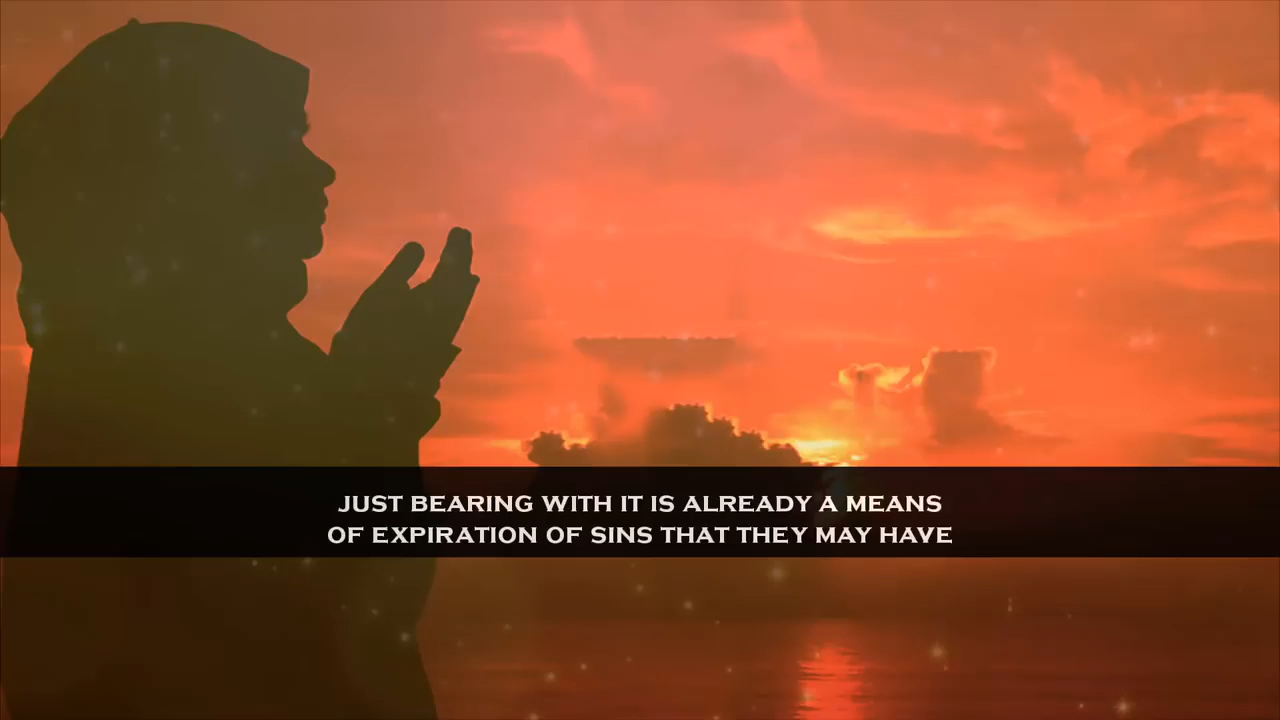 JUST BEARING WITH IT IS ALREADY A MEANS
OF EXPIRATION OF SINS THAT THEY MAY HAVE